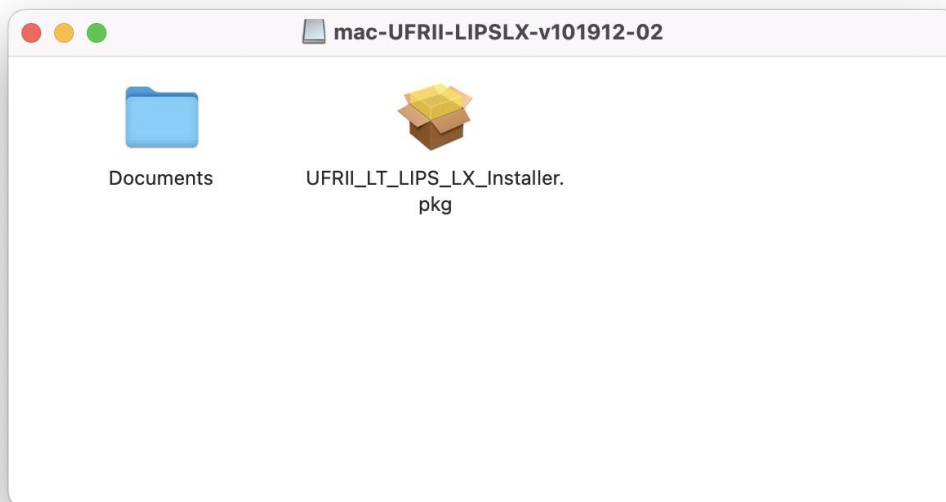 mac-UFRII-LIPSLX-v101912-02
Documents
UFRII_LT_LIPS_LX_Installer.
pkg